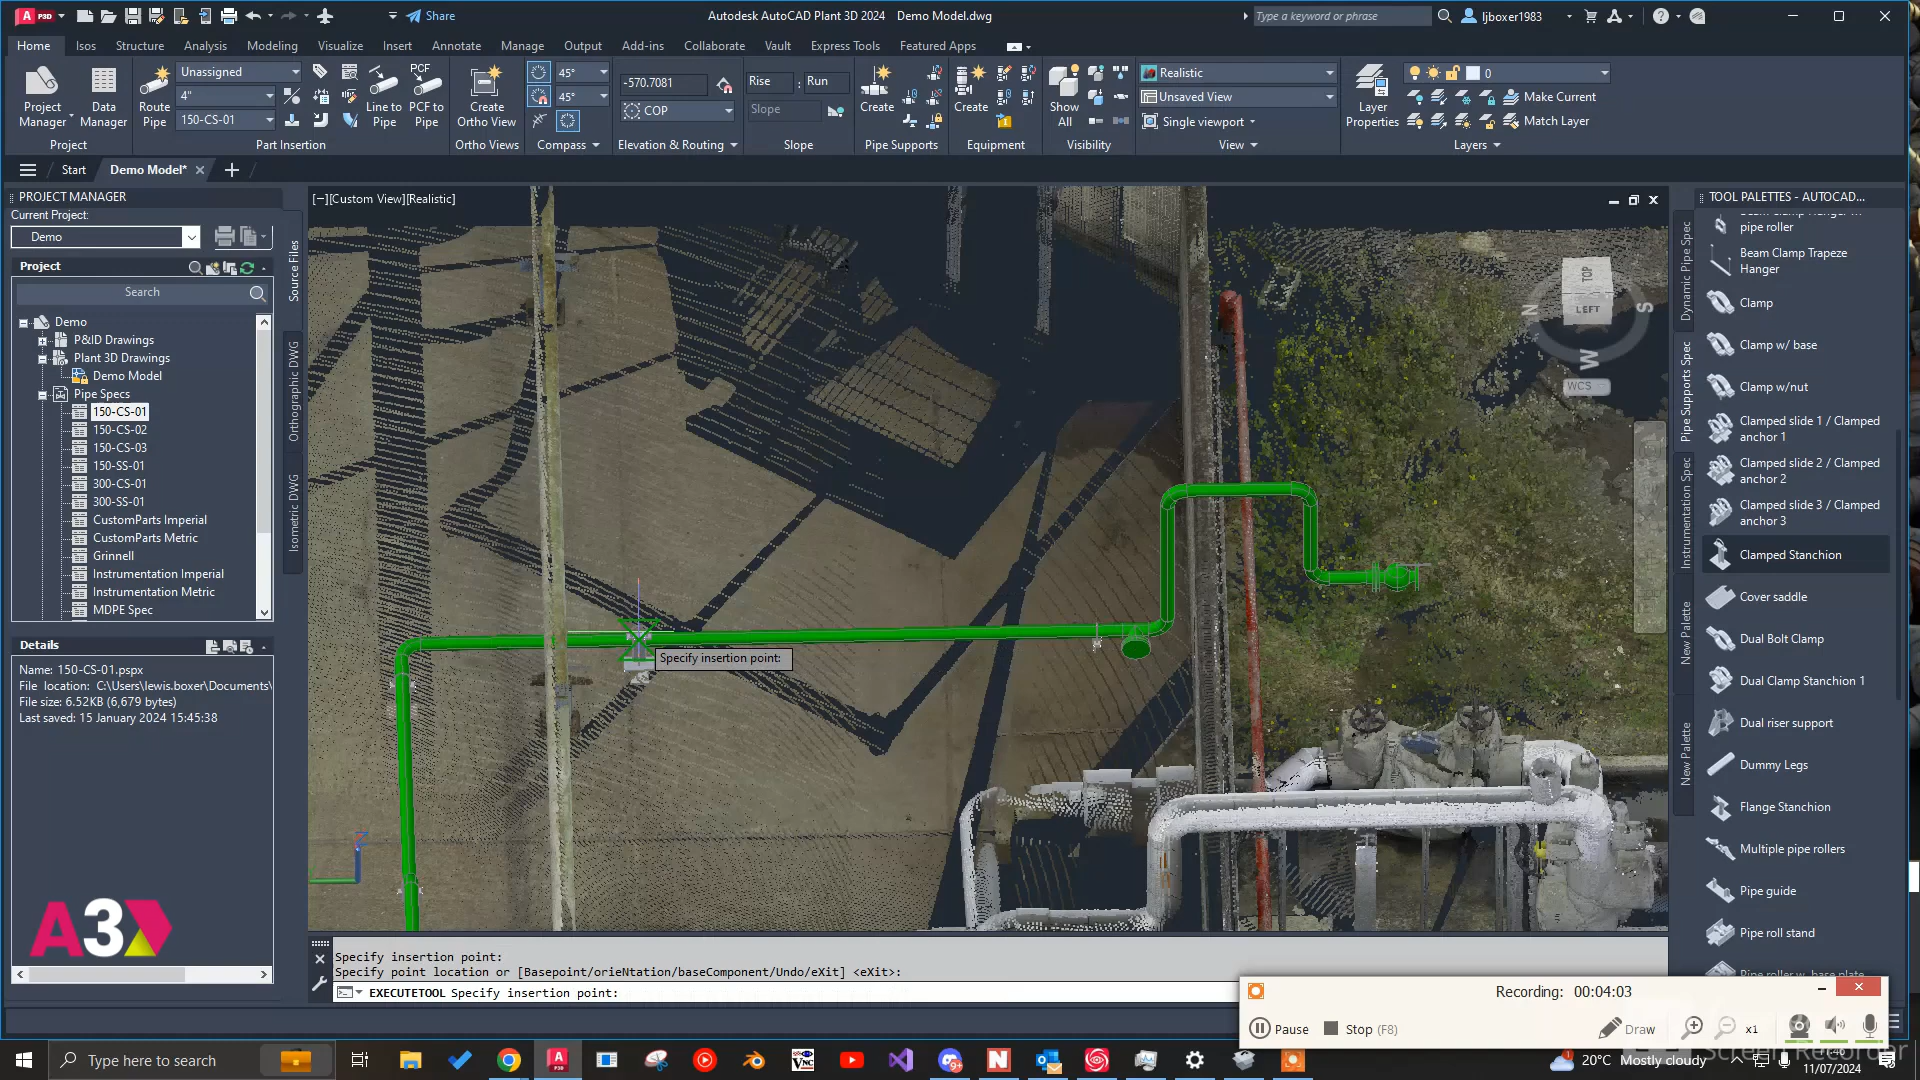 A P3D
Share
Autodesk AutoCAD Plant 3D 2024 Demo Model.dwg
Type a keyword or phrase
ljboxer1983
Home Isos Structure Analysis Modeling Visualize Insert Annotate Manage Output Add-ins Collaborate Vault Express Tools Featured Apps
Project Manager
Data Manager
Project
Route Pipe
Unassigned
4"
150-CS-01
Line to Pipe
PCF
PCF to Pipe
Part Insertion
Create Ortho View
Ortho Views
45°
45°
Compass
-570.7081
COP
Elevation & Routing
Rise : Run
Slope
Slope
Create
Pipe Supports
Create
Equipment
Show All
Visibility
Realistic
Unsaved View
Single viewport
View
Layer Properties
0
Make Current
Match Layer
Layers
Start
Demo Model*
PROJECT MANAGER
Current Project:
Demo
Project
Search
Demo
P&ID Drawings
Plant 3D Drawings
Demo Model
Pipe Specs
150-CS-01
150-CS-02
150-CS-03
150-SS-01
300-CS-01
300-SS-01
CustomParts Imperial
CustomParts Metric
Grinnell
Instrumentation Imperial
Instrumentation Metric
MDPE Spec
Source Files
Orthographic DWG
Isometric DWG
Details
Name: 150-CS-01.pspx
File location: C:\Users\lewis.boxer\Documents\
File size: 6.52KB (6,679 bytes)
Last saved: 15 January 2024 15:45:38
A3D
[−][Custom View][Realistic]
TOP
LEFT
N
S
W
WCS
Specify insertion point:
Specify insertion point:
Specify point location or [Basepoint/orieNtation/baseComponent/Undo/eXit] <eXit>:
EXECUTETOOL Specify insertion point:
TOOL PALETTES - AUTOCAD...
Dynamic Pipe Spec
Pipe Supports Spec
Instrumentation Spec
New Palette
New Palette
Beam Clamp Hanger w/
pipe roller
Beam Clamp Trapeze
Hanger
Clamp
Clamp w/ base
Clamp w/nut
Clamped slide 1 / Clamped
anchor 1
Clamped slide 2 / Clamped
anchor 2
Clamped slide 3 / Clamped
anchor 3
Clamped Stanchion
Cover saddle
Dual Bolt Clamp
Dual Clamp Stanchion 1
Dual riser support
Dummy Legs
Flange Stanchion
Multiple pipe rollers
Pipe guide
Pipe roll stand
Pipe roller w. base plate
Recording: 00:04:03
Pause
Stop (F8)
Draw
x1
Screen Recorder
Type here to search
20°C Mostly cloudy
11:40
11/07/2024